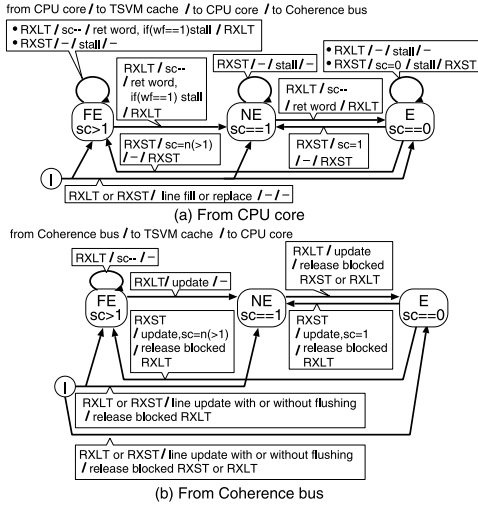 from CPU core / to TSVM cache / to CPU core / to Coherence bus
• RXLT / sc-- / ret word, if(wf==1)stall / RXLT
• RXST / - / stall / -
RXLT / sc--
/ ret word,
if(wf==1) stall
/ RXLT
RXST / - / stall / -
RXLT / sc--
/ ret word / RXLT
RXLT / - / stall / -
RXST / sc=0 / stall / RXST
FE
sc>1
NE
sc==1
E
sc==0
RXST / sc=n(>1)
/ - / RXST
RXST / sc=1
/ - / RXST
I
RXLT or RXST / line fill or replace / - / -
(a) From CPU core
from Coherence bus / to TSVM cache / to CPU core
RXLT / sc-- / -
RXLT / update / -
RXLT / update
/ release blocked
RXST or RXLT
FE
sc>1
NE
sc==1
E
sc==0
RXST
/ update,sc=n(>1)
/ release blocked
RXLT
RXST
/ update,sc=1
/ release blocked
RXLT
I
RXLT or RXST / line update with or without flushing
/ release blocked RXLT
RXLT or RXST / line update with or without flushing
/ release blocked RXST or RXLT
(b) From Coherence bus